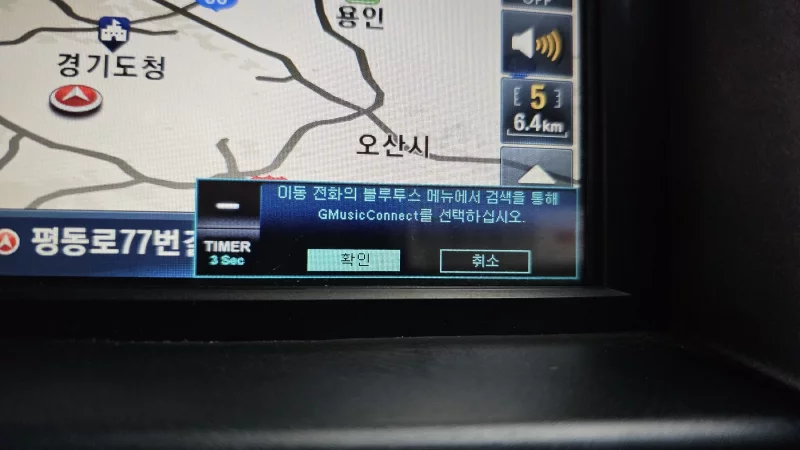 OFF
용인
경기도청
5
6.4km
오산시
이동 전화의 블루투스 메뉴에서 검색을 통해
GMusicConnect를 선택하십시오.
평동로77번길
TIMER
3 Sec
확인
취소